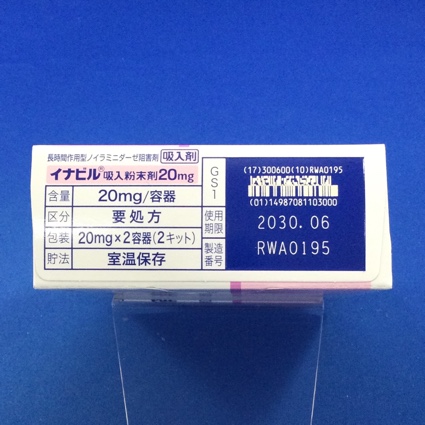 長時間作用型ノイラミニダーゼ阻害剤 吸入剤
イナビル® 吸入粉末剤20mg
含量 20mg/容器
区分 要処方
包装 20mg×2容器(2キット)
貯法 室温保存
GS1
(17)300600(10)RWA0195
(01)14987081103000
使用期限 2030.06
製造番号 RWA0195